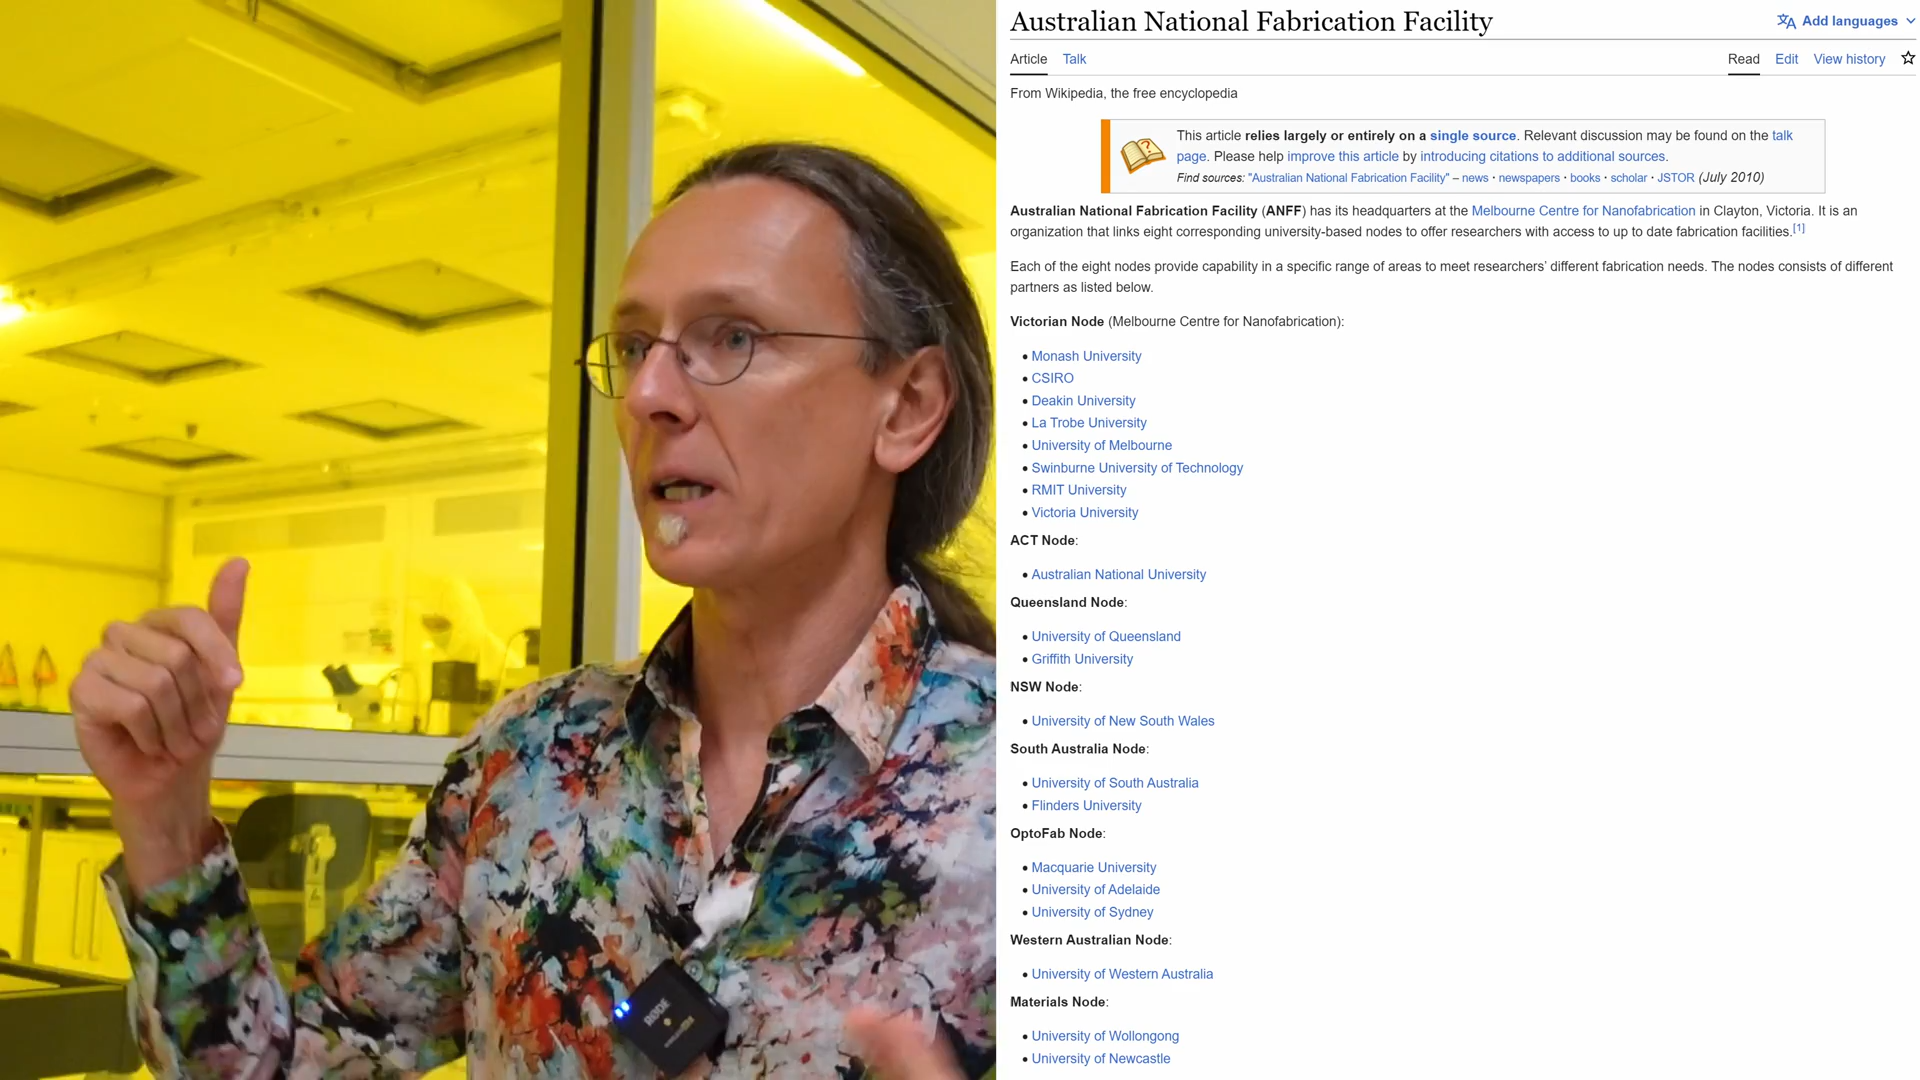 Australian National Fabrication Facility
Add languages
Article Talk
Read Edit View history
From Wikipedia, the free encyclopedia
This article relies largely or entirely on a single source. Relevant discussion may be found on the talk
page. Please help improve this article by introducing citations to additional sources.
Find sources: "Australian National Fabrication Facility" – news · newspapers · books · scholar · JSTOR (July 2010)
Australian National Fabrication Facility (ANFF) has its headquarters at the Melbourne Centre for Nanofabrication in Clayton, Victoria. It is an
organization that links eight corresponding university-based nodes to offer researchers with access to up to date fabrication facilities.[1]
Each of the eight nodes provide capability in a specific range of areas to meet researchers' different fabrication needs. The nodes consists of different
partners as listed below.
Victorian Node (Melbourne Centre for Nanofabrication):
• Monash University
• CSIRO
• Deakin University
• La Trobe University
• University of Melbourne
• Swinburne University of Technology
• RMIT University
• Victoria University
ACT Node:
• Australian National University
Queensland Node:
• University of Queensland
• Griffith University
NSW Node:
• University of New South Wales
South Australia Node:
• University of South Australia
• Flinders University
OptoFab Node:
• Macquarie University
• University of Adelaide
• University of Sydney
Western Australian Node:
• University of Western Australia
Materials Node:
• University of Wollongong
• University of Newcastle
RODE